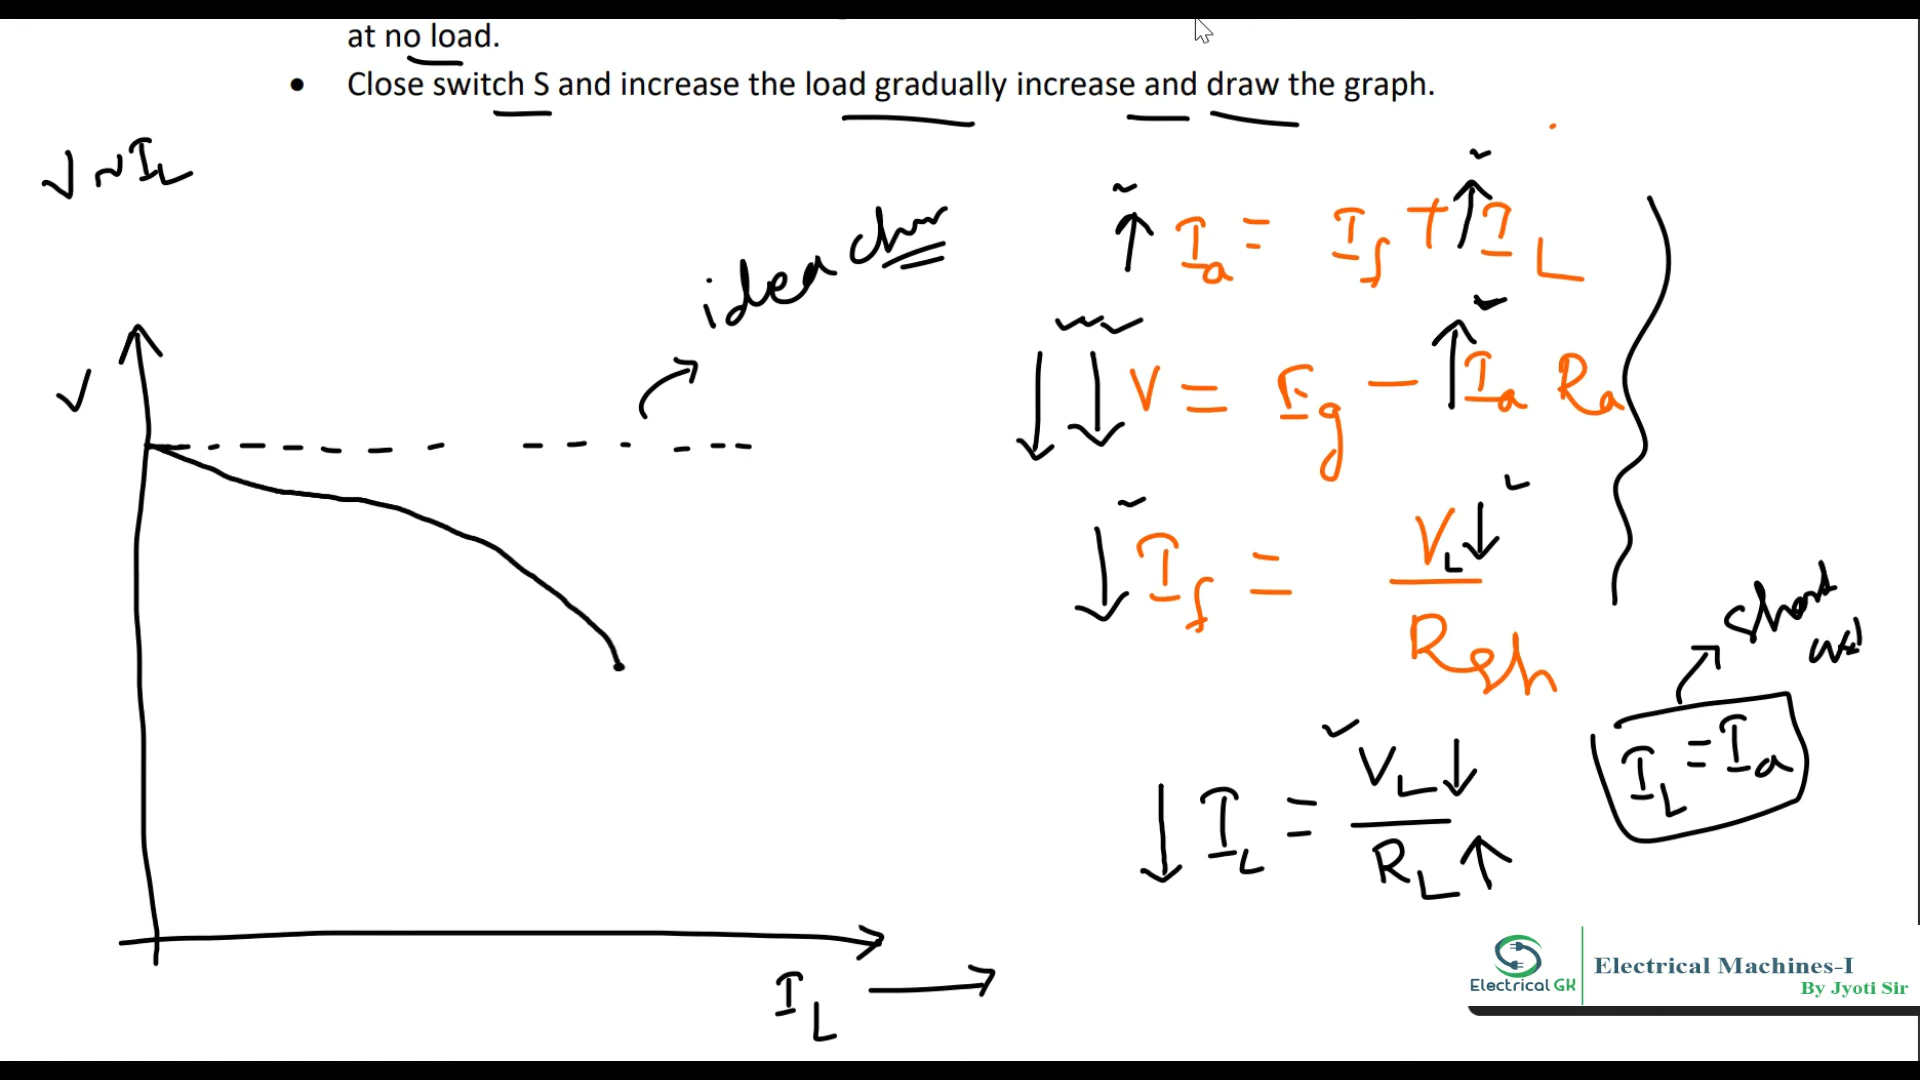 at no load.
• Close switch S and increase the load gradually increase and draw the graph.
V ~ IL
idea char
↑ Ia = If + ↑ IL
V
↓↓ V = Eg - ↑ Ia Ra
↓ If = VL↓ / Rsh
Short
IL = Ia
↓ IL = VL↓ / RL↑
IL →
Electrical GK
Electrical Machines-I
By Jyoti Sir